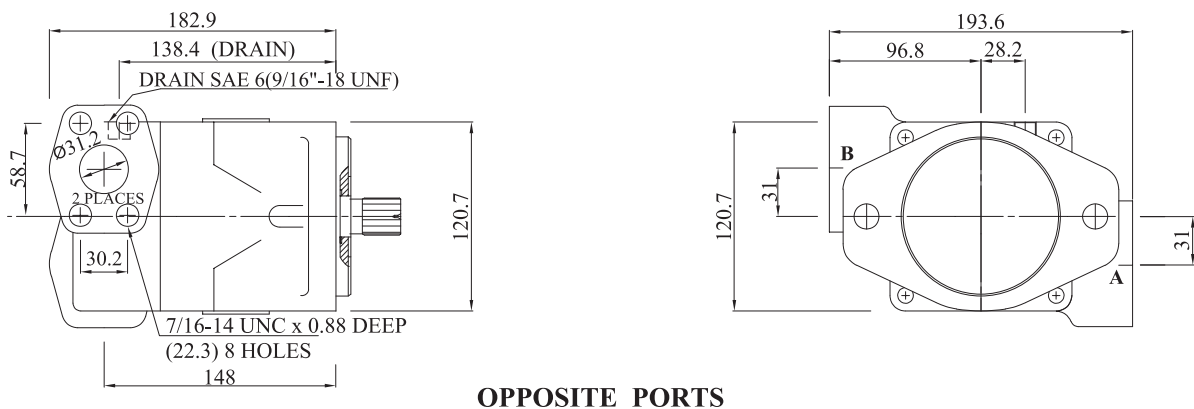 182.9
138.4 (DRAIN)
DRAIN SAE 6(9/16"-18 UNF)
Ø31.2
58.7
2 PLACES
120.7
30.2
7/16-14 UNC x 0.88 DEEP
(22.3) 8 HOLES
148
193.6
96.8
28.2
B
31
120.7
31
A
OPPOSITE PORTS